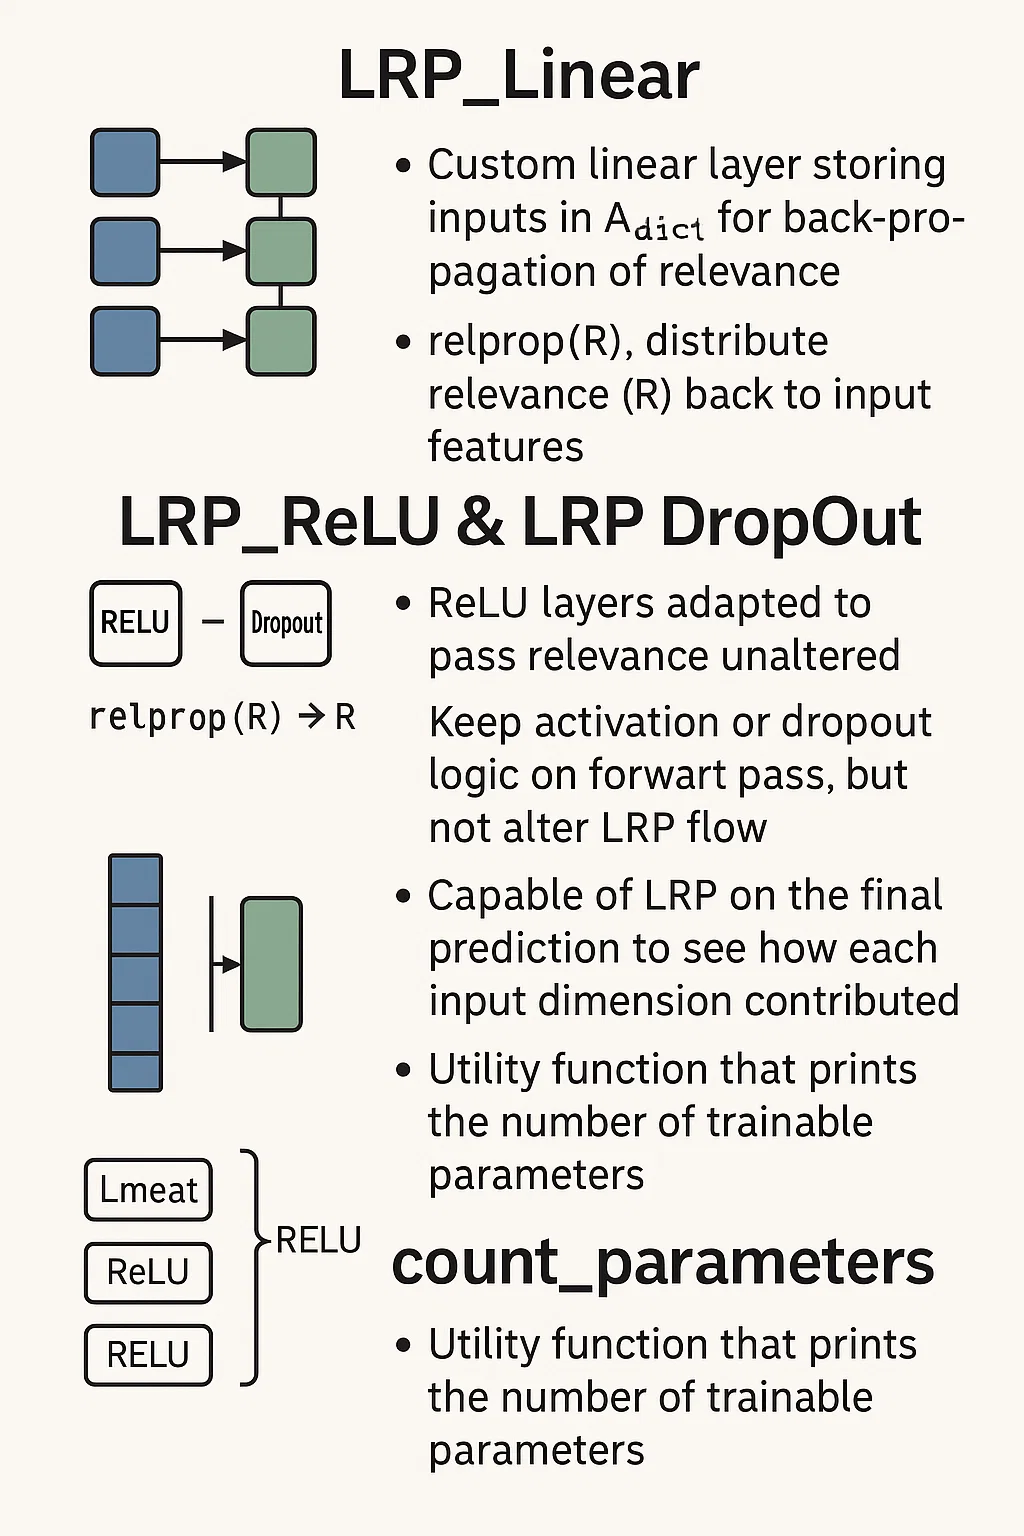 LRP_Linear
• Custom linear layer storing
inputs in A_dict for back-pro-
pagation of relevance
• relprop(R), distribute
relevance (R) back to input
features
LRP_ReLU & LRP DropOut
RELU – Dropout
relprop(R) → R
• ReLU layers adapted to
pass relevance unaltered
Keep activation or dropout
logic on forwart pass, but
not alter LRP flow
• Capable of LRP on the final
prediction to see how each
input dimension contributed
• Utility function that prints
the number of trainable
parameters
Lmeat
ReLU
RELU
RELU
count_parameters
• Utility function that prints
the number of trainable
parameters